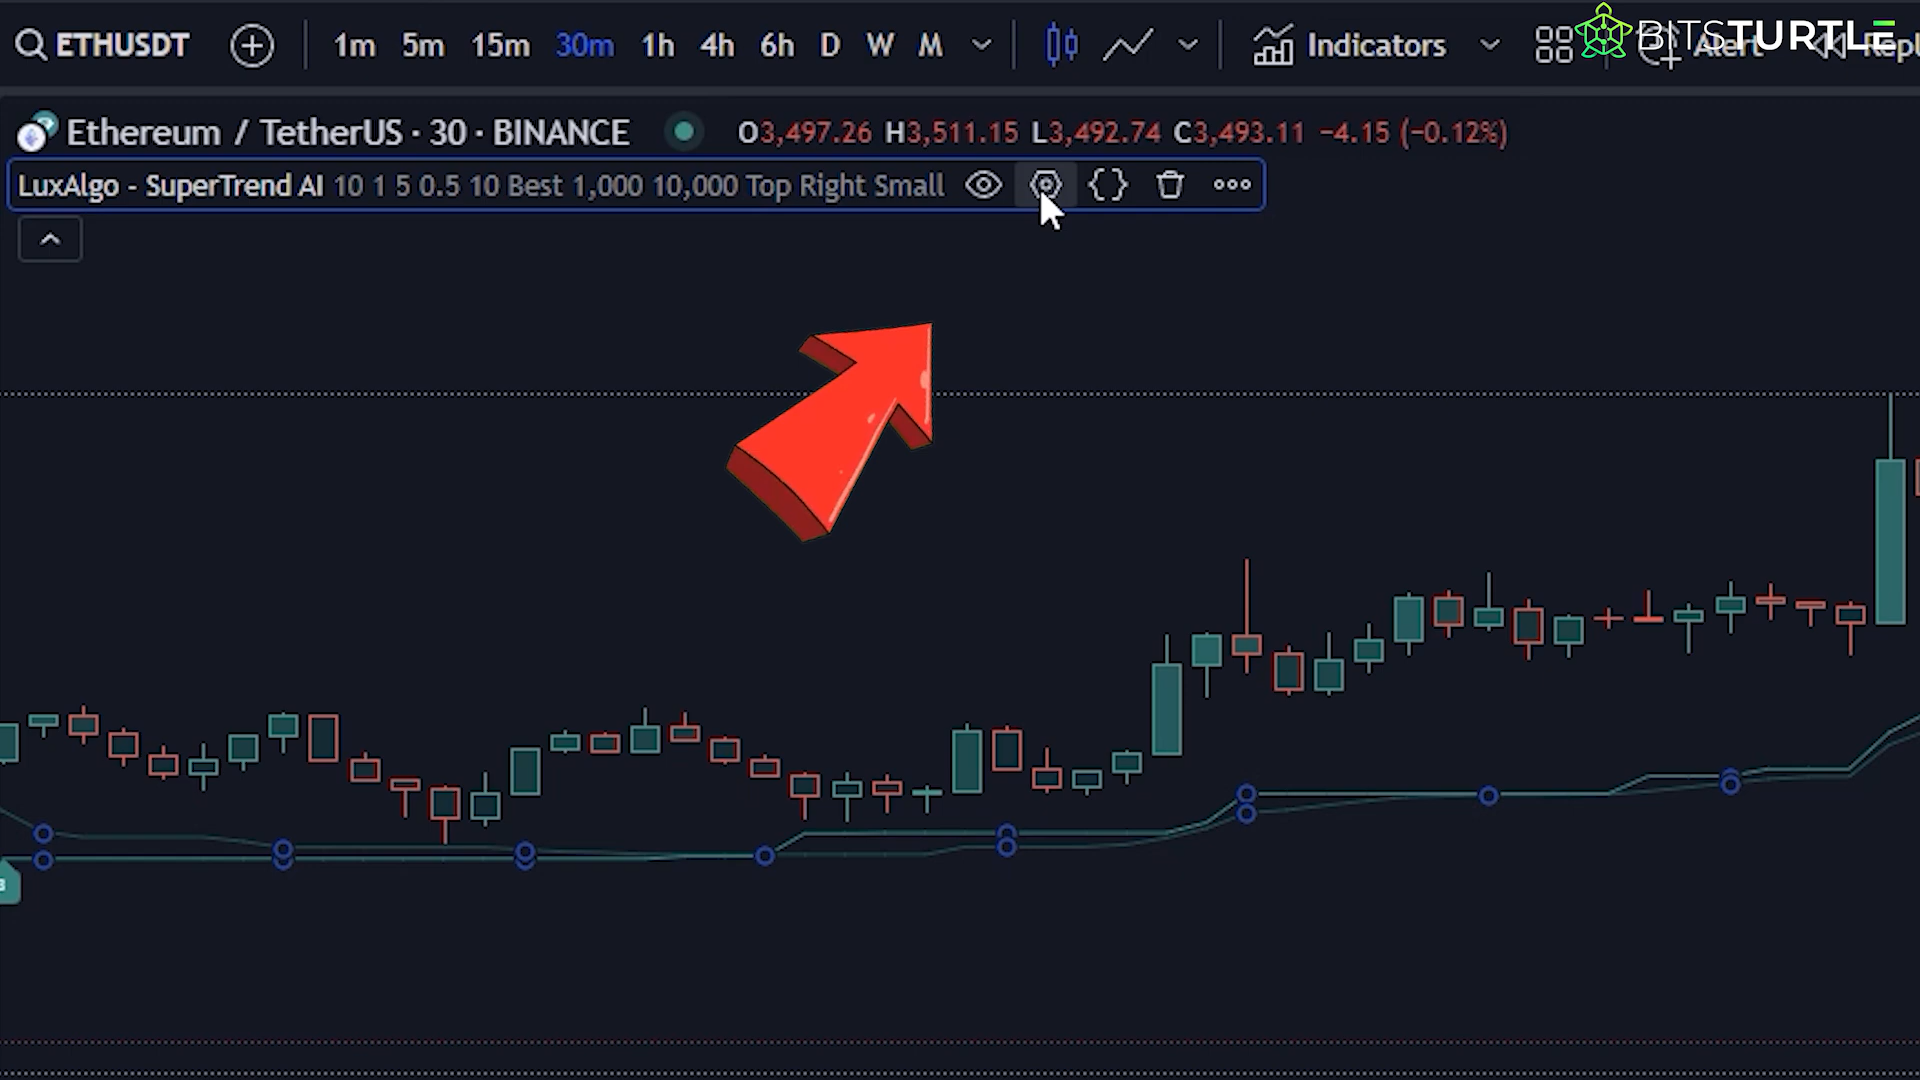 ETHUSDT 1m 5m 15m 30m 1h 4h 6h D W M Indicators Alert Repl
BITSTURTLE
Ethereum / TetherUS · 30 · BINANCE O3,497.26 H3,511.15 L3,492.74 C3,493.11 −4.15 (−0.12%)
LuxAlgo - SuperTrend AI 10 1 5 0.5 10 Best 1,000 10,000 Top Right Small